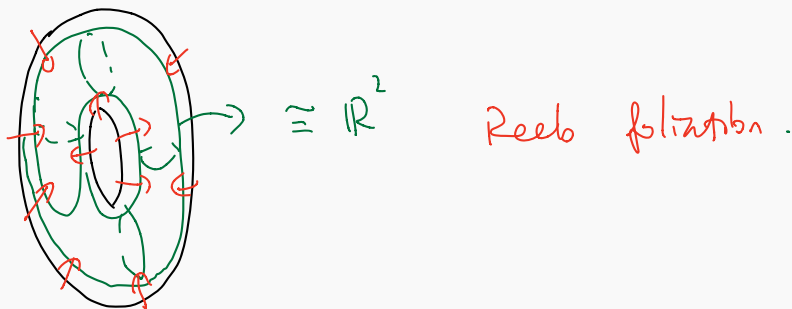 ≅ ℝ² Reeb foliation.